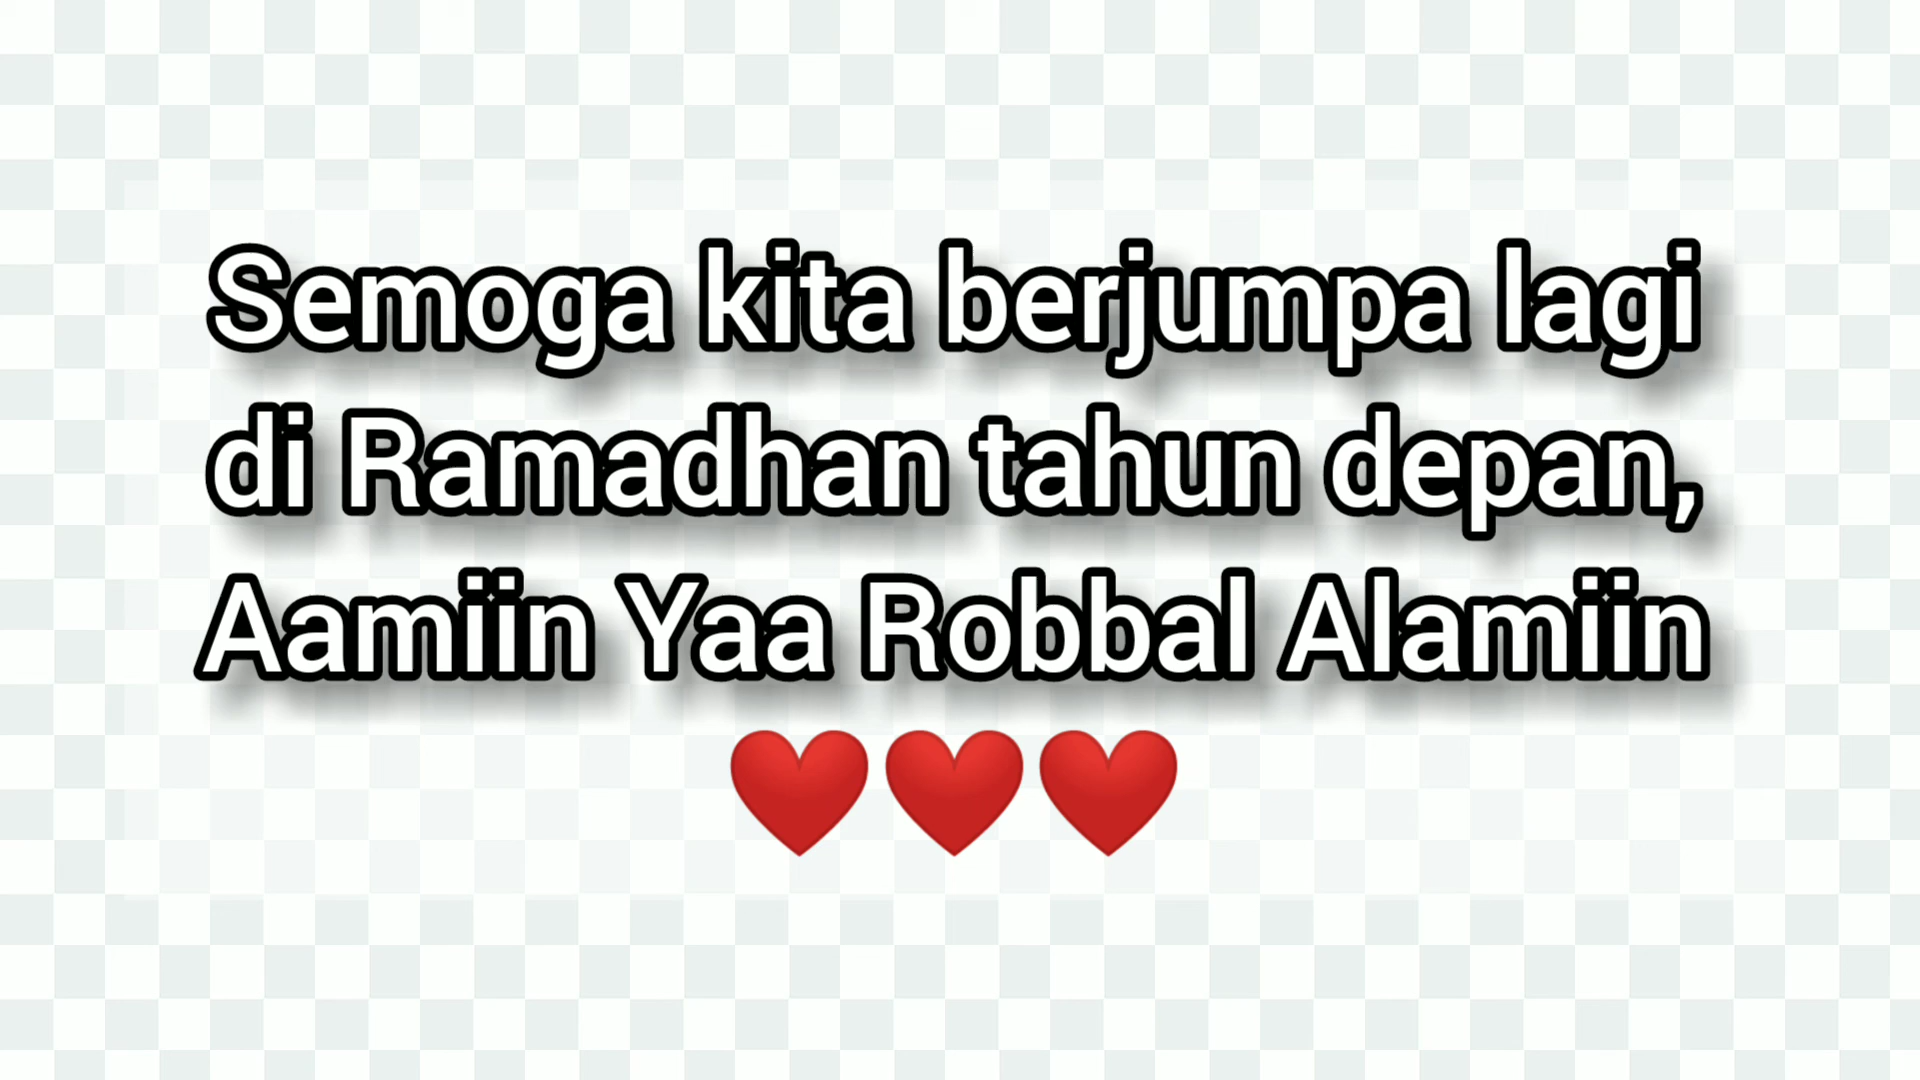 Semoga kita berjumpa lagi
di Ramadhan tahun depan,
Aamiin Yaa Robbal Alamiin
❤️❤️❤️